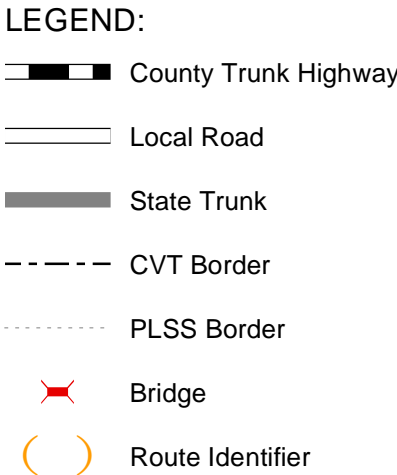 LEGEND:
County Trunk Highway
Local Road
State Trunk
CVT Border
PLSS Border
Bridge
( ) Route Identifier